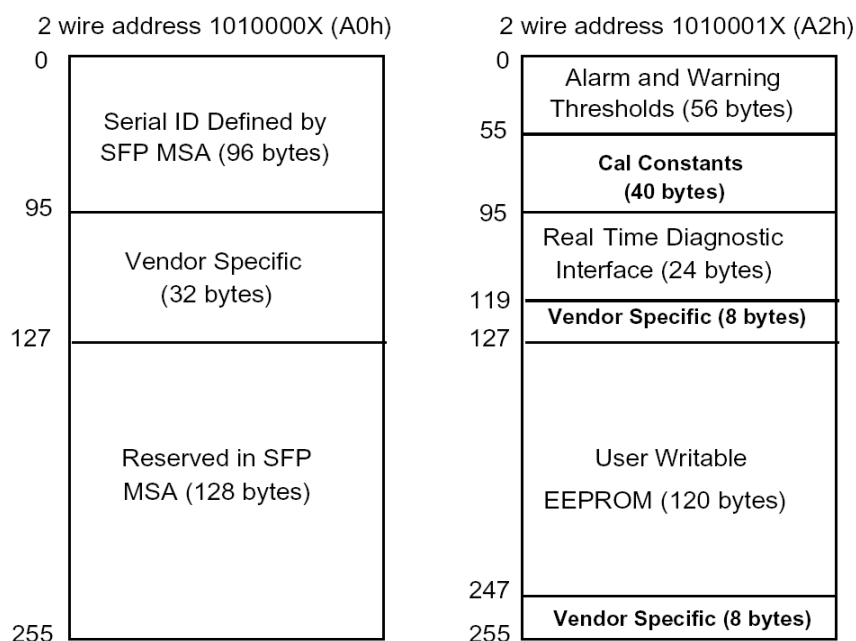 2 wire address 1010000X (A0h)
0
Serial ID Defined by
SFP MSA (96 bytes)
95
Vendor Specific
(32 bytes)
127
Reserved in SFP
MSA (128 bytes)
255
2 wire address 1010001X (A2h)
0
Alarm and Warning
Thresholds (56 bytes)
55
Cal Constants
(40 bytes)
95
Real Time Diagnostic
Interface (24 bytes)
119
Vendor Specific (8 bytes)
127
User Writable
EEPROM (120 bytes)
247
Vendor Specific (8 bytes)
255